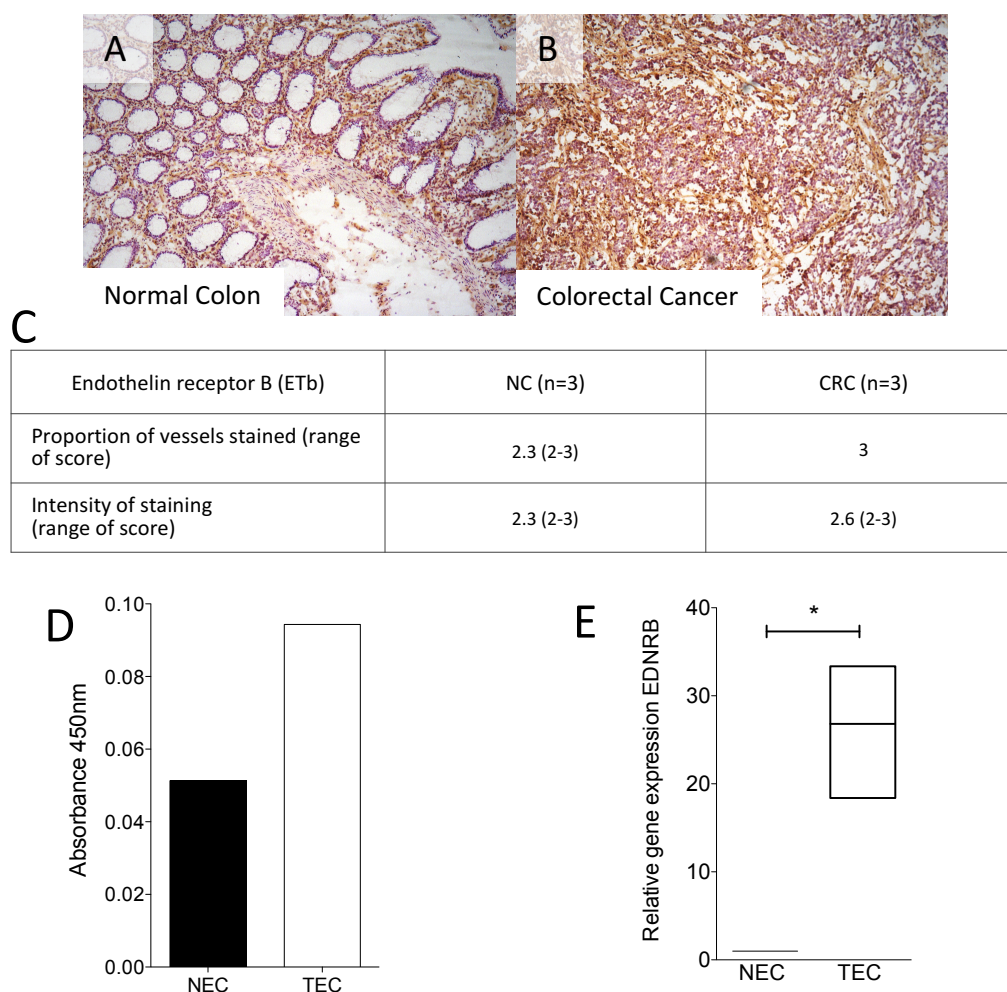 A
B
Normal Colon
Colorectal Cancer
C
Endothelin receptor B (ETb)
NC (n=3)
CRC (n=3)
Proportion of vessels stained (range
of score)
2.3 (2-3)
3
Intensity of staining
(range of score)
2.3 (2-3)
2.6 (2-3)
D
Absorbance 450nm
0.10
0.08
0.06
0.04
0.02
0.00
NEC
TEC
E
Relative gene expression EDNRB
40
30
20
10
0
*
NEC
TEC